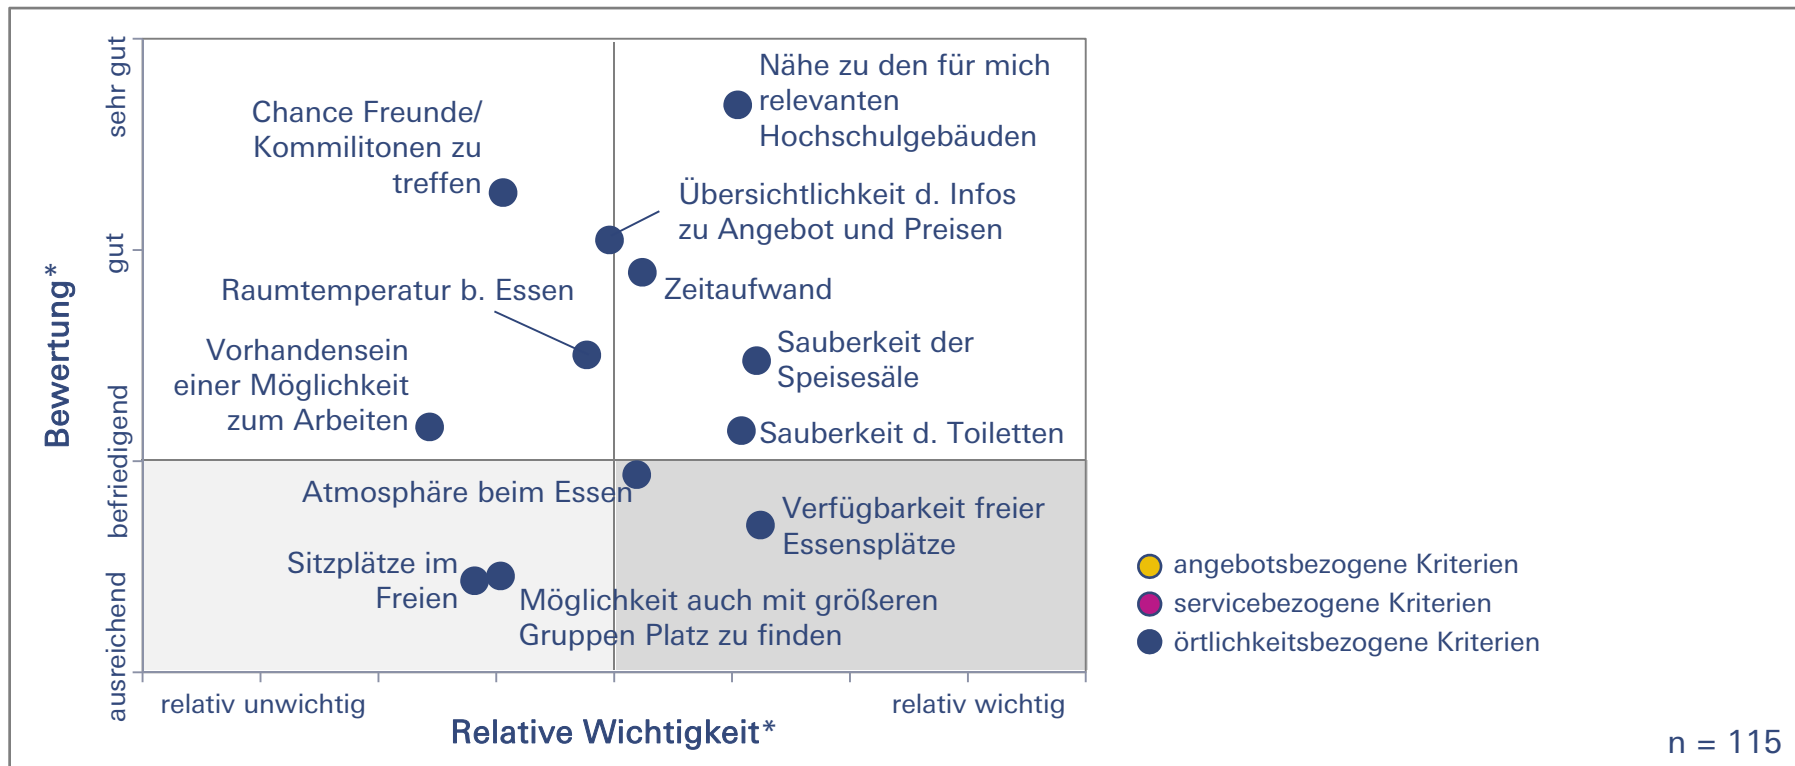 sehr gut
gut
befriedigend
ausreichend
Bewertung*
Nähe zu den für mich
relevanten
Hochschulgebäuden
Chance Freunde/
Kommilitonen zu
treffen
Übersichtlichkeit d. Infos
zu Angebot und Preisen
Raumtemperatur b. Essen
Zeitaufwand
Vorhandensein
einer Möglichkeit
zum Arbeiten
Sauberkeit der
Speisesäle
Sauberkeit d. Toiletten
Atmosphäre beim Essen
Verfügbarkeit freier
Essensplätze
Sitzplätze im
Freien
Möglichkeit auch mit größeren
Gruppen Platz zu finden
angebotsbezogene Kriterien
servicebezogene Kriterien
örtlichkeitsbezogene Kriterien
relativ unwichtig
relativ wichtig
Relative Wichtigkeit*
n = 115